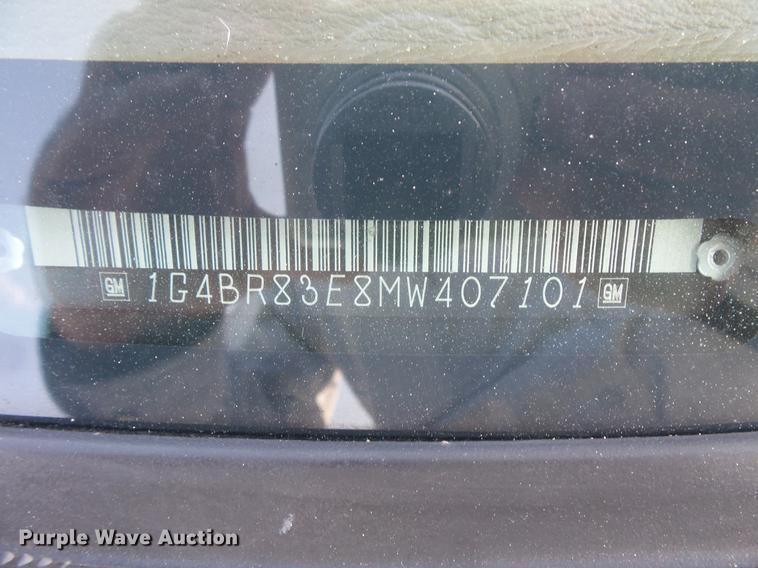 GM 1G4BR83E8MW407101 GM
Purple Wave Auction